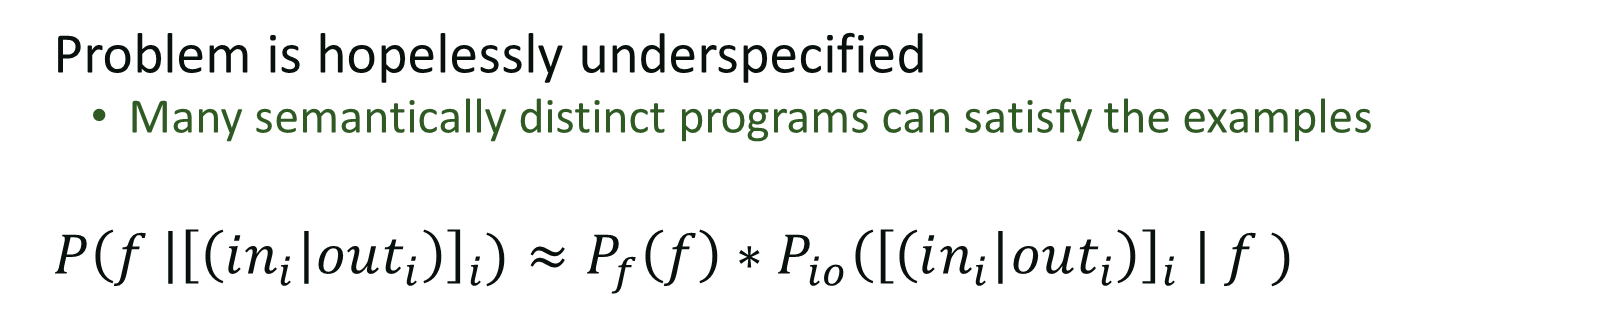 Problem is hopelessly underspecified
• Many semantically distinct programs can satisfy the examples
P(f |[(in_i|out_i)]_i) ≈ P_f(f) * P_io([(in_i|out_i)]_i | f )